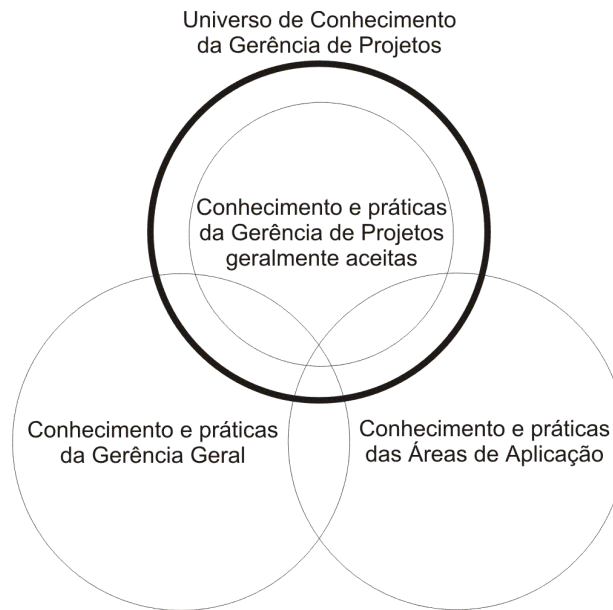 Universo de Conhecimento
da Gerência de Projetos
Conhecimento e práticas
da Gerência de Projetos
geralmente aceitas
Conhecimento e práticas
da Gerência Geral
Conhecimento e práticas
das Áreas de Aplicação